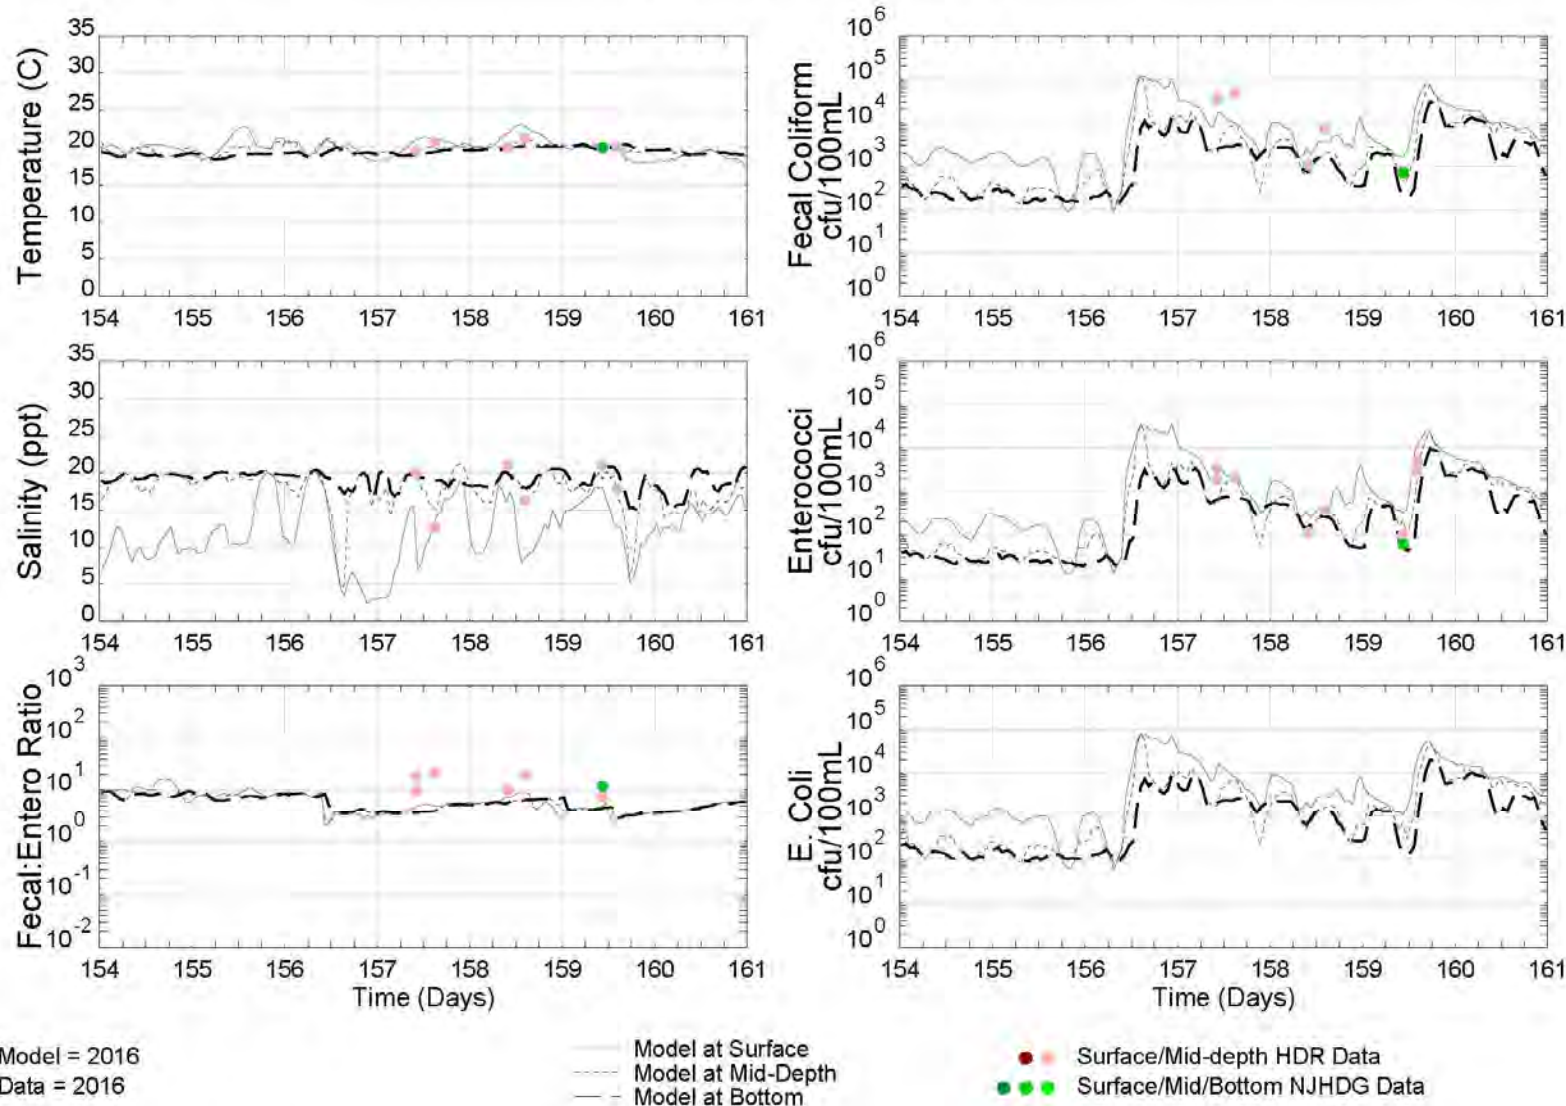 Temperature (C)
35
30
25
20
15
10
5
0
154 155 156 157 158 159 160 161
Fecal Coliform
cfu/100mL
10^6
10^5
10^4
10^3
10^2
10^1
10^0
154 155 156 157 158 159 160 161
Salinity (ppt)
35
30
25
20
15
10
5
0
154 155 156 157 158 159 160 161
Enterococci
cfu/100mL
10^6
10^5
10^4
10^3
10^2
10^1
10^0
154 155 156 157 158 159 160 161
Fecal:Entero Ratio
10^3
10^2
10^1
10^0
10^-1
10^-2
154 155 156 157 158 159 160 161
Time (Days)
E. Coli
cfu/100mL
10^6
10^5
10^4
10^3
10^2
10^1
10^0
154 155 156 157 158 159 160 161
Time (Days)
Model = 2016
Data = 2016
Model at Surface
Model at Mid-Depth
Model at Bottom
Surface/Mid-depth HDR Data
Surface/Mid/Bottom NJHDG Data